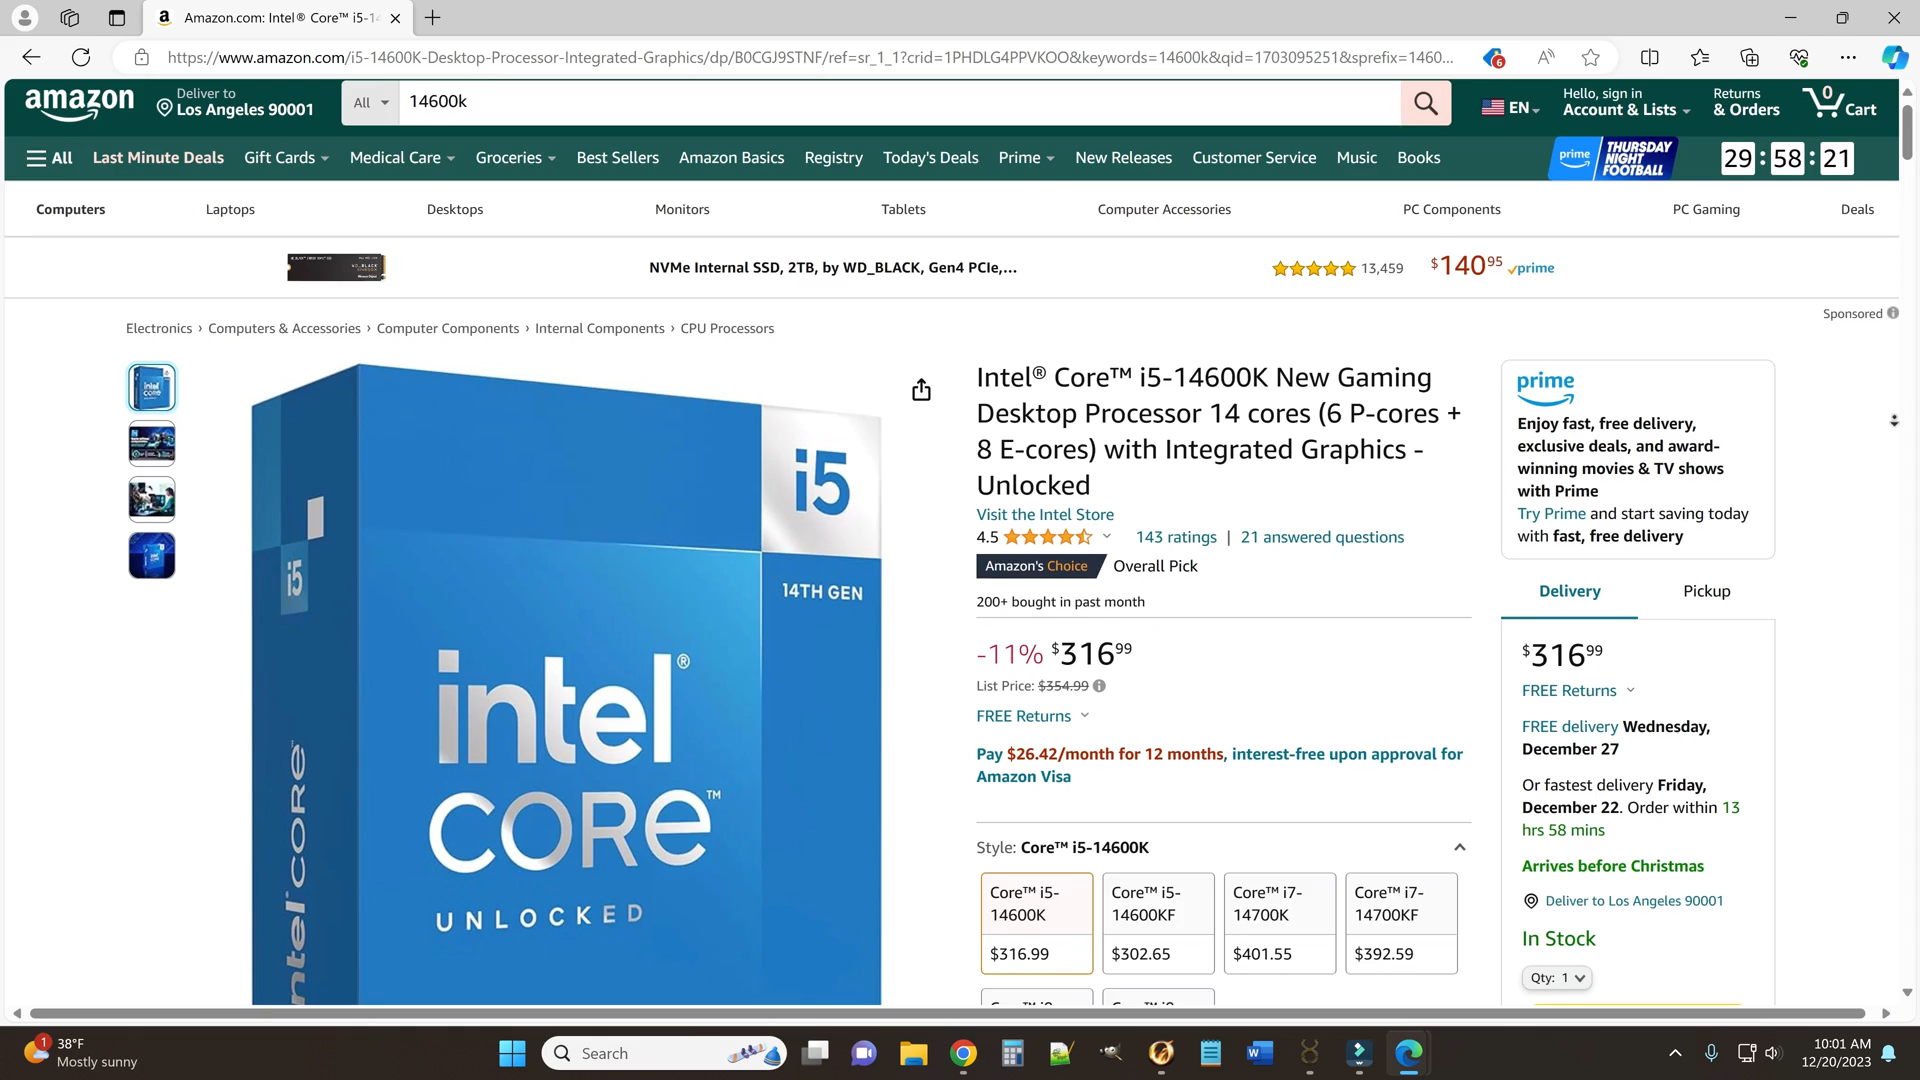 Amazon.com: Intel® Core™ i5-14
https://www.amazon.com/i5-14600K-Desktop-Processor-Integrated-Graphics/dp/B0CGJ9STNF/ref=sr_1_1?crid=1PHDLG4PPVKOO&keywords=14600k&qid=1703095251&sprefix=1460...
6
amazon
Deliver to
Los Angeles 90001
All
14600k
EN
Hello, sign in
Account & Lists
Returns
& Orders
0
Cart
All
Last Minute Deals
Gift Cards
Medical Care
Groceries
Best Sellers
Amazon Basics
Registry
Today's Deals
Prime
New Releases
Customer Service
Music
Books
prime
THURSDAY
NIGHT
FOOTBALL
29 : 58 : 21
Computers
Laptops
Desktops
Monitors
Tablets
Computer Accessories
PC Components
PC Gaming
Deals
NVMe Internal SSD, 2TB, by WD_BLACK, Gen4 PCIe,...
13,459
$140 95
prime
Sponsored
Electronics › Computers & Accessories › Computer Components › Internal Components › CPU Processors
i5
14TH GEN
i5
intel®
CORE™
UNLOCKED
intel CORE™
Intel® Core™ i5-14600K New Gaming
Desktop Processor 14 cores (6 P-cores +
8 E-cores) with Integrated Graphics -
Unlocked
Visit the Intel Store
4.5
143 ratings | 21 answered questions
Amazon's Choice
Overall Pick
200+ bought in past month
-11% $316 99
List Price: $354.99
FREE Returns
Pay $26.42/month for 12 months, interest-free upon approval for
Amazon Visa
Style: Core™ i5-14600K
Core™ i5-
14600K
$316.99
Core™ i5-
14600KF
$302.65
Core™ i7-
14700K
$401.55
Core™ i7-
14700KF
$392.59
prime
Enjoy fast, free delivery,
exclusive deals, and award-
winning movies & TV shows
with Prime
Try Prime and start saving today
with fast, free delivery
Delivery
Pickup
$316 99
FREE Returns
FREE delivery Wednesday,
December 27
Or fastest delivery Friday,
December 22. Order within 13
hrs 58 mins
Arrives before Christmas
Deliver to Los Angeles 90001
In Stock
Qty: 1
1
38°F
Mostly sunny
Search
10:01 AM
12/20/2023